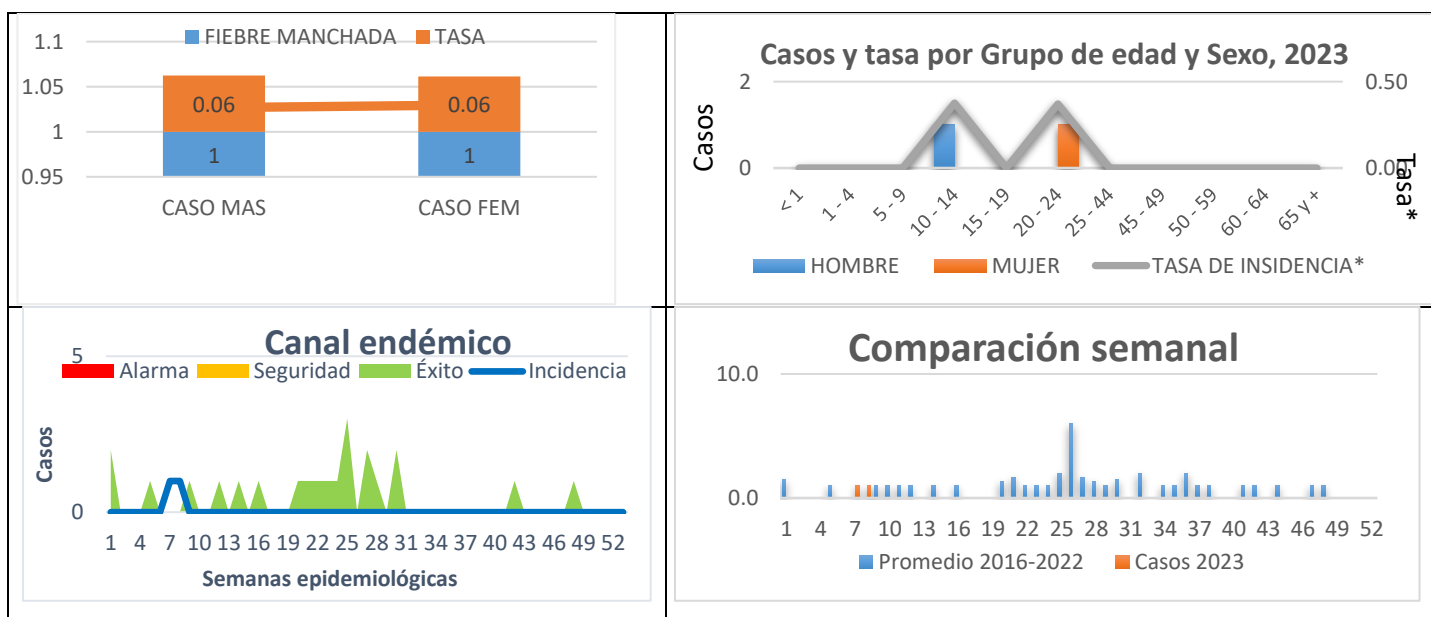 1.1
FIEBRE MANCHADA TASA
1.05
0.06 0.06
1
1 1
0.95
CASO MAS CASO FEM
Casos y tasa por Grupo de edad y Sexo, 2023
2 0.50
Casos
0 0.00
Tasa*
< 1 1 - 4 5 - 9 10 - 14 15 - 19 20 - 24 25 - 44 45 - 49 50 - 59 60 - 64 65 y +
HOMBRE MUJER TASA DE INSIDENCIA*
Canal endémico
5
Alarma Seguridad Éxito Incidencia
Casos
0
1 4 7 10 13 16 19 22 25 28 31 34 37 40 43 46 49 52
Semanas epidemiológicas
Comparación semanal
10.0
0.0
1 4 7 10 13 16 19 22 25 28 31 34 37 40 43 46 49 52
Promedio 2016-2022 Casos 2023